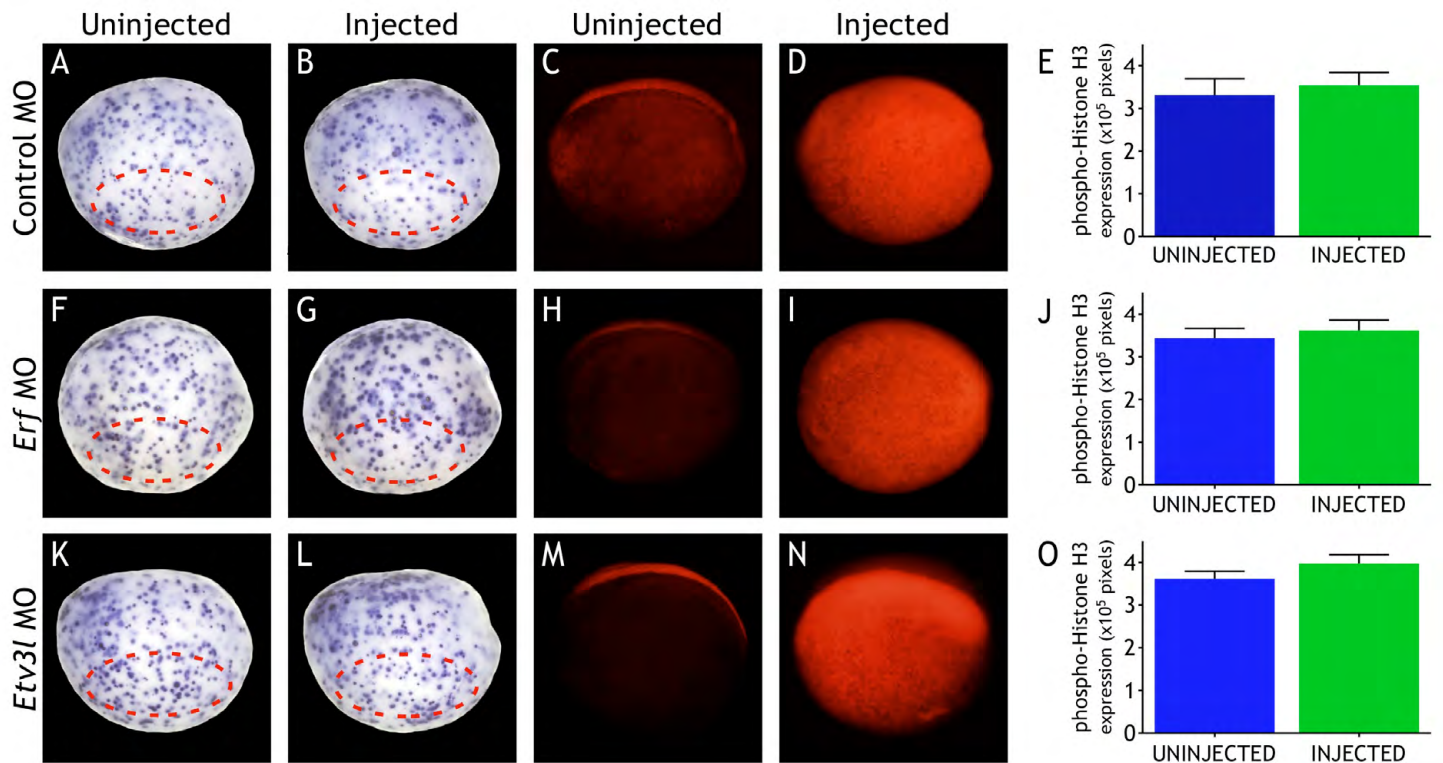 Uninjected Injected Uninjected Injected
Control MO
A B C D E
phospho-Histone H3
expression (x10⁵ pixels)
4
3
2
1
0
UNINJECTED INJECTED
Erf MO
F G H I J
phospho-Histone H3
expression (x10⁵ pixels)
4
3
2
1
0
UNINJECTED INJECTED
Etv3l MO
K L M N O
phospho-Histone H3
expression (x10⁵ pixels)
4
3
2
1
0
UNINJECTED INJECTED